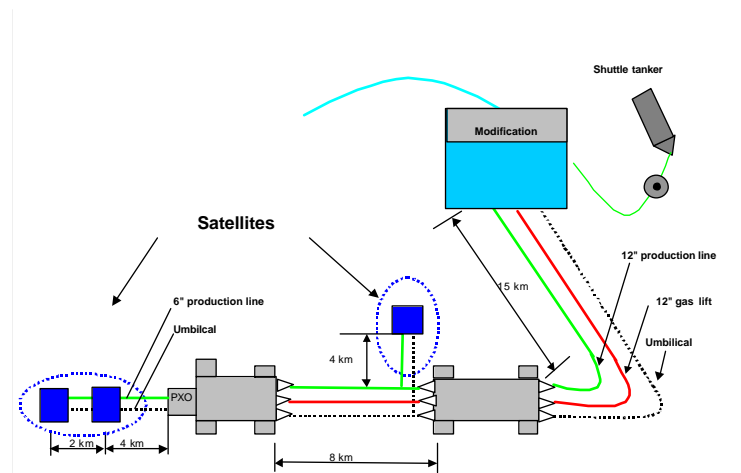 Shuttle tanker
Modification
Satellites
12" production line
15 km
12" gas lift
6" production line
Umbilcal
Umbilical
4 km
PXO
2 km
4 km
8 km